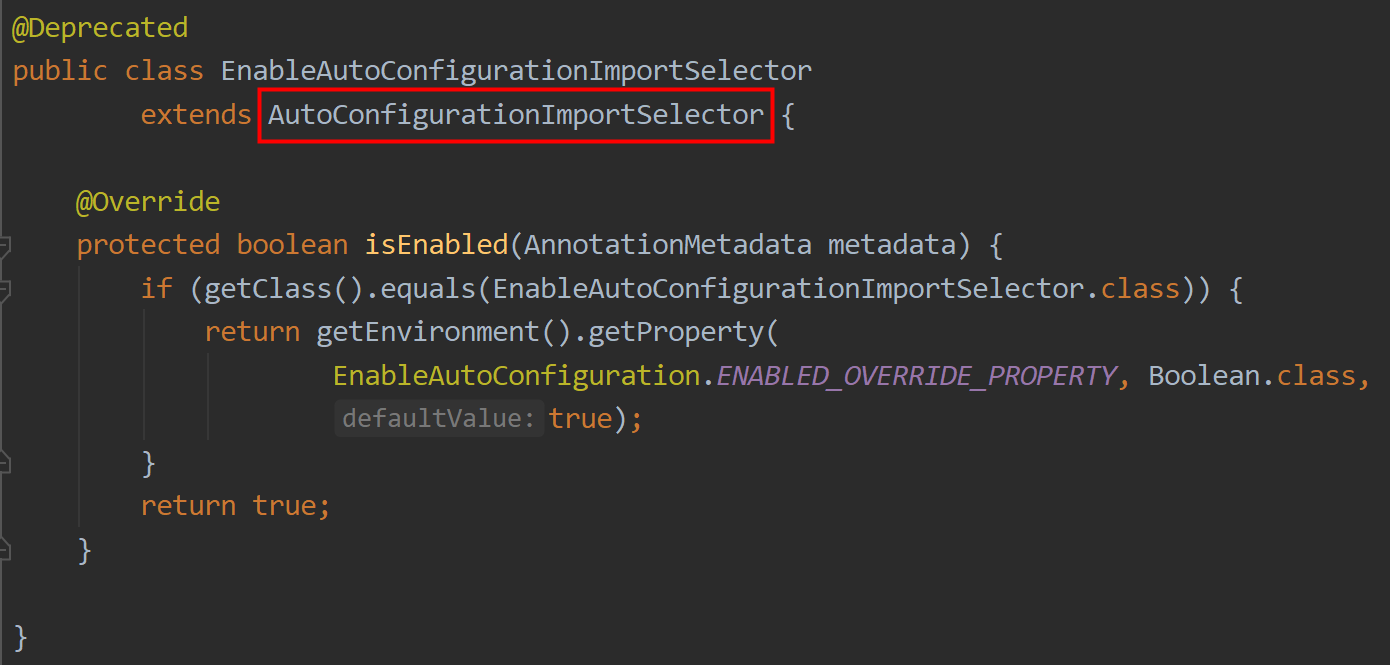 @Deprecated
public class EnableAutoConfigurationImportSelector
extends AutoConfigurationImportSelector {
@Override
protected boolean isEnabled(AnnotationMetadata metadata) {
if (getClass().equals(EnableAutoConfigurationImportSelector.class)) {
return getEnvironment().getProperty(
EnableAutoConfiguration.ENABLED_OVERRIDE_PROPERTY, Boolean.class,
defaultValue: true);
}
return true;
}
}